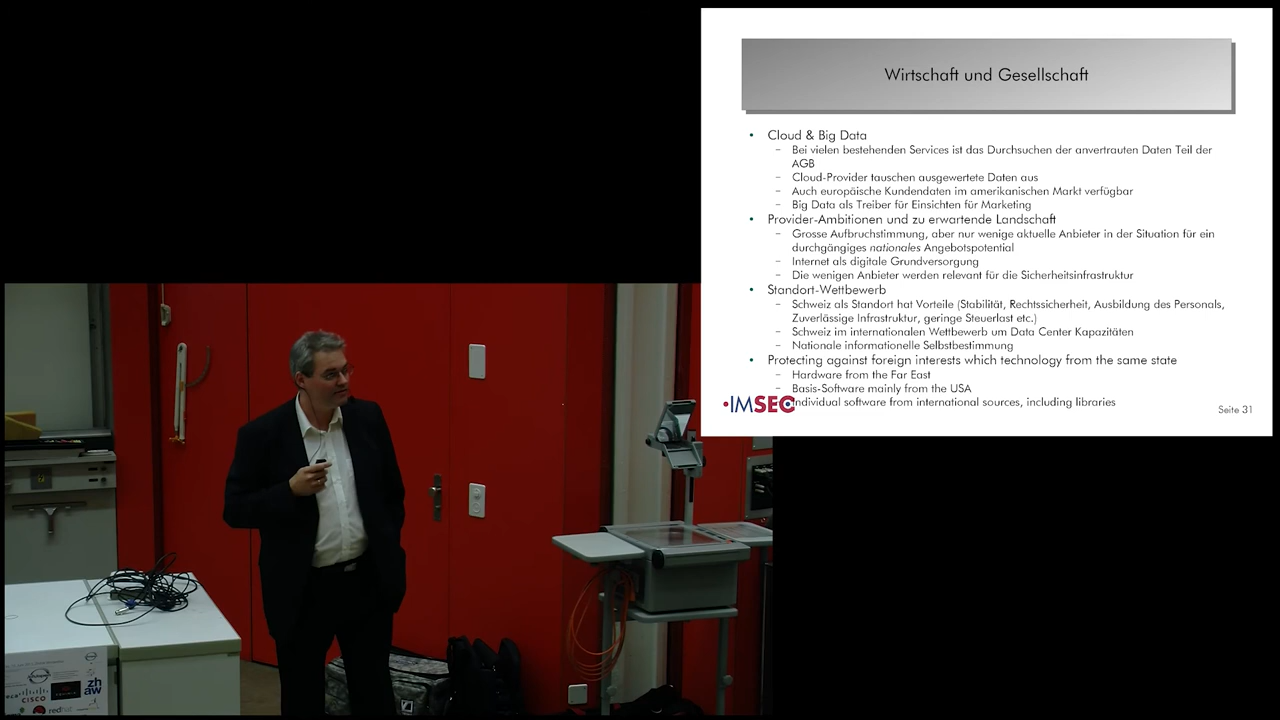 Wirtschaft und Gesellschaft
• Cloud & Big Data
– Bei vielen bestehenden Services ist das Durchsuchen der anvertrauten Daten Teil der
AGB
– Cloud-Provider tauschen ausgewertete Daten aus
– Auch europäische Kundendaten im amerikanischen Markt verfügbar
– Big Data als Treiber für Einsichten für Marketing
• Provider-Ambitionen und zu erwartende Landschaft
– Grosse Aufbruchstimmung, aber nur wenige aktuelle Anbieter in der Situation für ein
durchgängiges nationales Angebotspotential
– Internet als digitale Grundversorgung
– Die wenigen Anbieter werden relevant für die Sicherheitsinfrastruktur
• Standort-Wettbewerb
– Schweiz als Standort hat Vorteile (Stabilität, Rechtssicherheit, Ausbildung des Personals,
Zuverlässige Infrastruktur, geringe Steuerlast etc.)
– Schweiz im internationalen Wettbewerb um Data Center Kapazitäten
– Nationale informationelle Selbstbestimmung
• Protecting against foreign interests which technology from the same state
– Hardware from the Far East
– Basis-Software mainly from the USA
Individual software from international sources, including libraries
IMSEC
Seite 31
zh
aw
CISCO
redhat